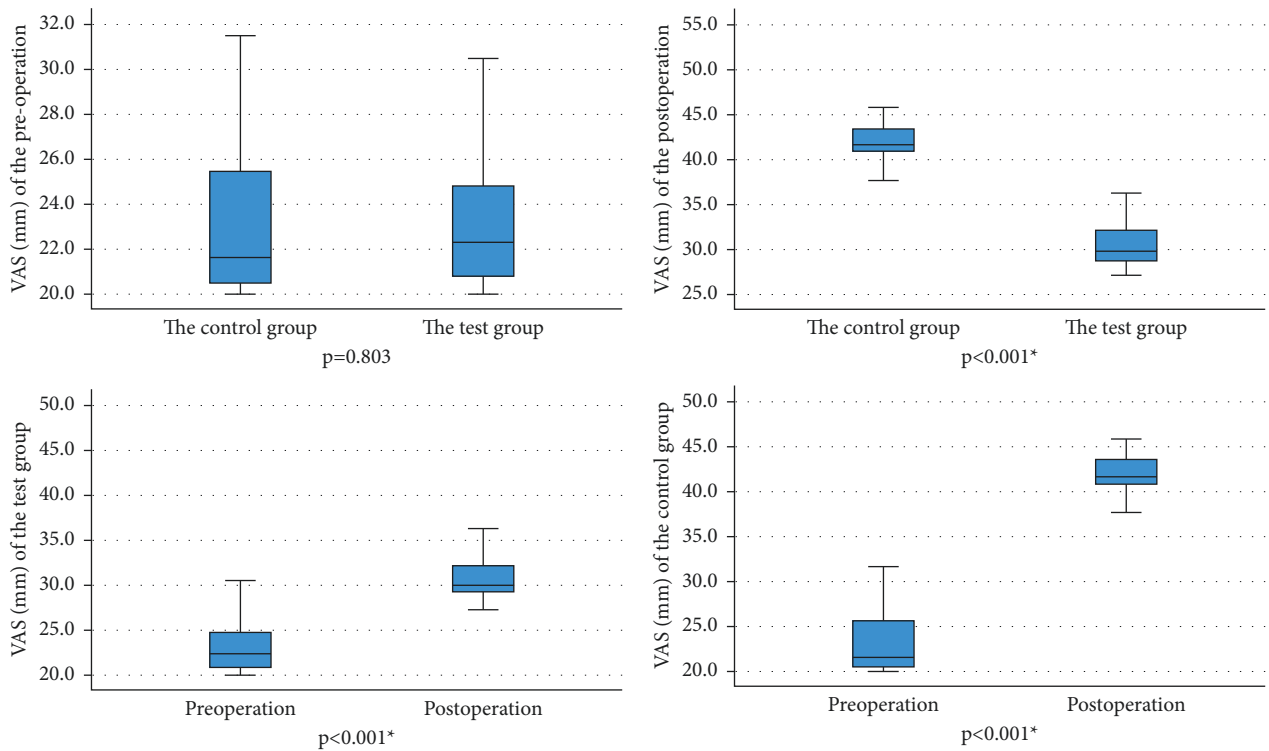 VAS (mm) of the pre-operation
32.0
30.0
28.0
26.0
24.0
22.0
20.0
The control group
The test group
p=0.803
VAS (mm) of the postoperation
55.0
50.0
45.0
40.0
35.0
30.0
25.0
The control group
The test group
p<0.001*
VAS (mm) of the test group
50.0
45.0
40.0
35.0
30.0
25.0
20.0
Preoperation
Postoperation
p<0.001*
VAS (mm) of the control group
50.0
45.0
40.0
35.0
30.0
25.0
20.0
Preoperation
Postoperation
p<0.001*